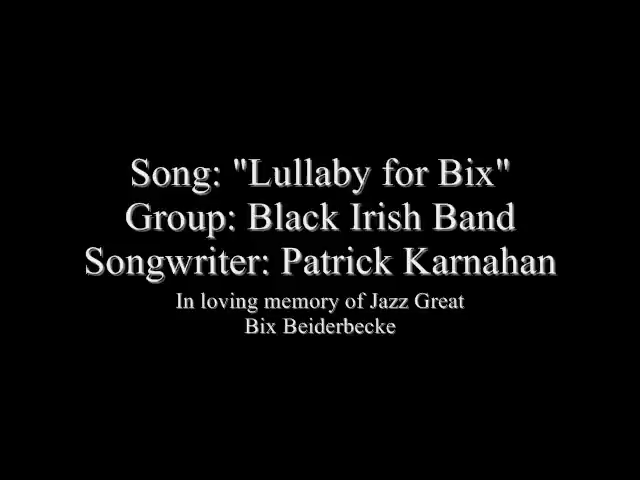 Song: "Lullaby for Bix"
Group: Black Irish Band
Songwriter: Patrick Karnahan
In loving memory of Jazz Great
Bix Beiderbecke